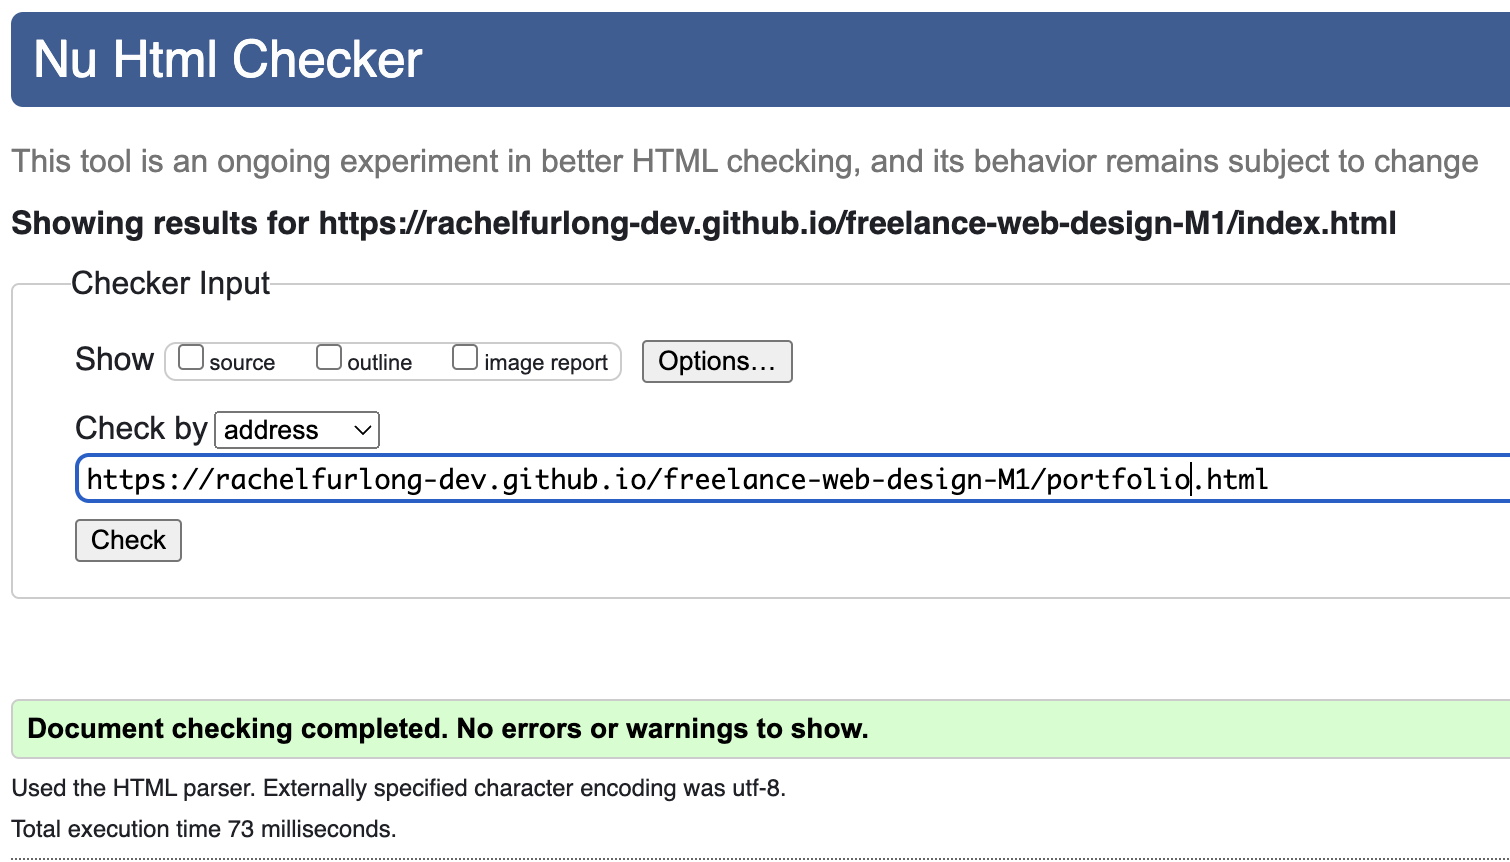 Nu Html Checker
This tool is an ongoing experiment in better HTML checking, and its behavior remains subject to change
Showing results for https://rachelfurlong-dev.github.io/freelance-web-design-M1/index.html
Checker Input
Show source outline image report Options…
Check by address
https://rachelfurlong-dev.github.io/freelance-web-design-M1/portfolio.html
Check
Document checking completed. No errors or warnings to show.
Used the HTML parser. Externally specified character encoding was utf-8.
Total execution time 73 milliseconds.